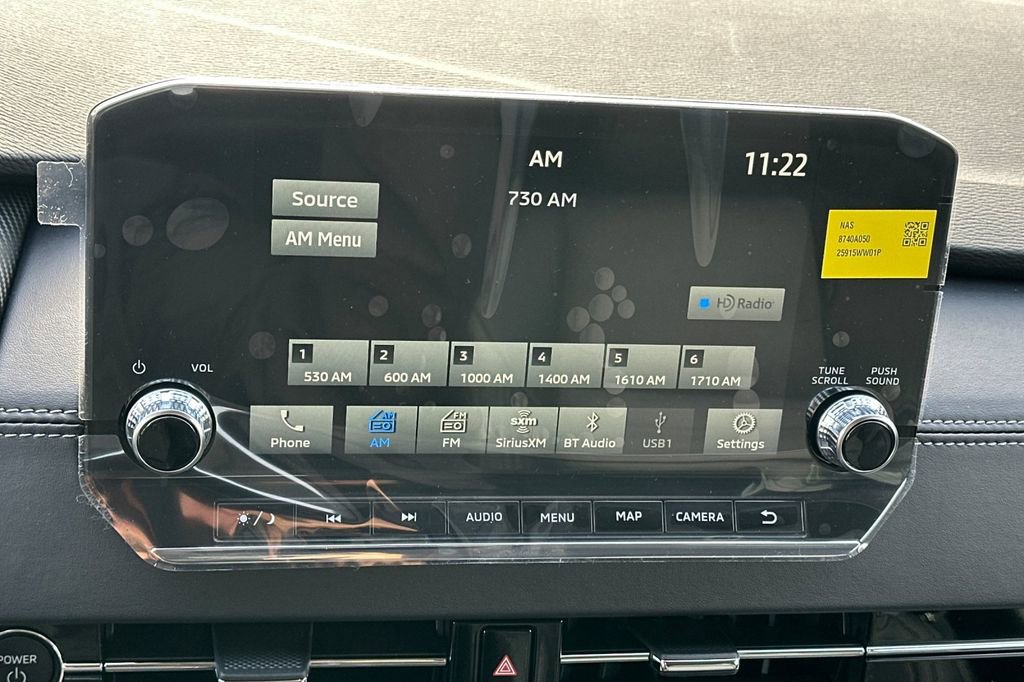 AM
11:22
730 AM
Source
AM Menu
NAS
8740A050
25915WW01P
HD Radio
1 530 AM
2 600 AM
3 1000 AM
4 1400 AM
5 1610 AM
6 1710 AM
VOL
TUNE
SCROLL
PUSH
SOUND
Phone
AM
AM
FM
FM
sxm
SiriusXM
BT Audio
USB1
Settings
AUDIO
MENU
MAP
CAMERA
POWER